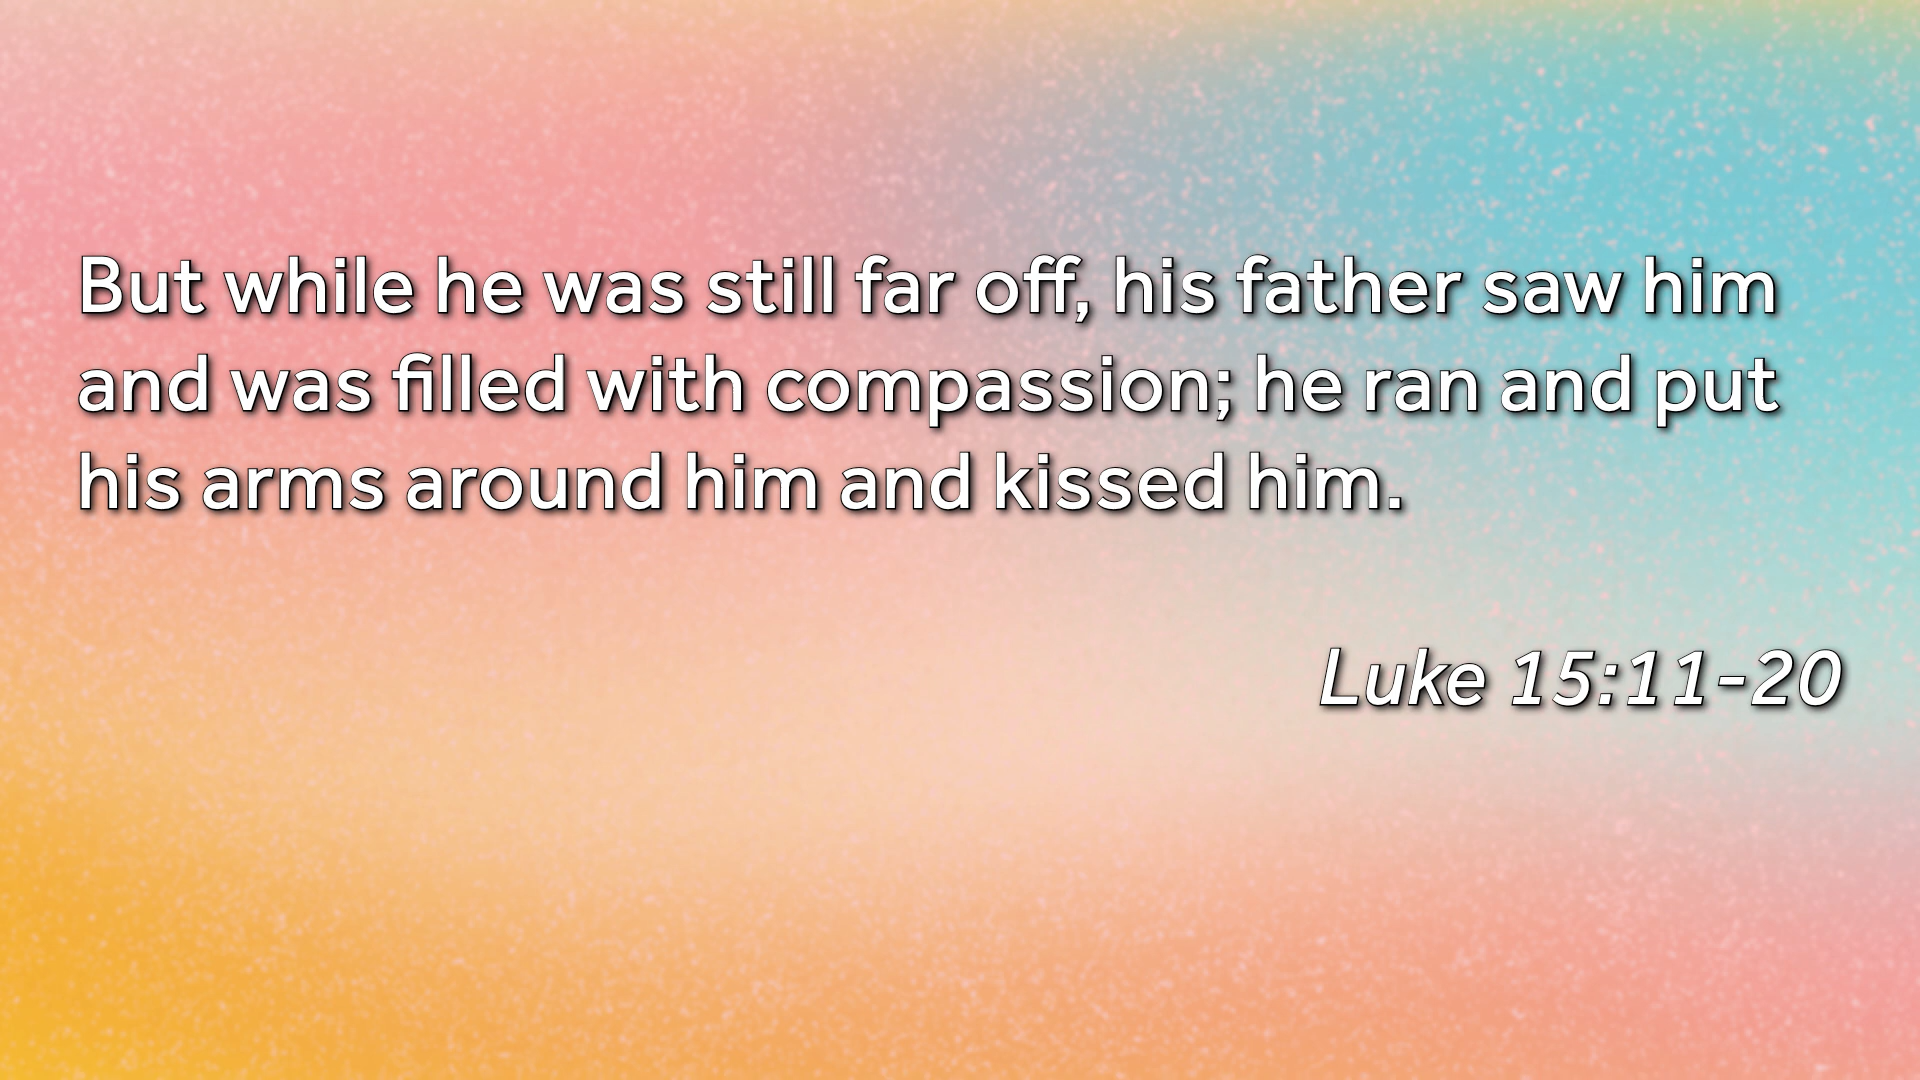 But while he was still far off, his father saw him
and was filled with compassion; he ran and put
his arms around him and kissed him.
Luke 15:11-20